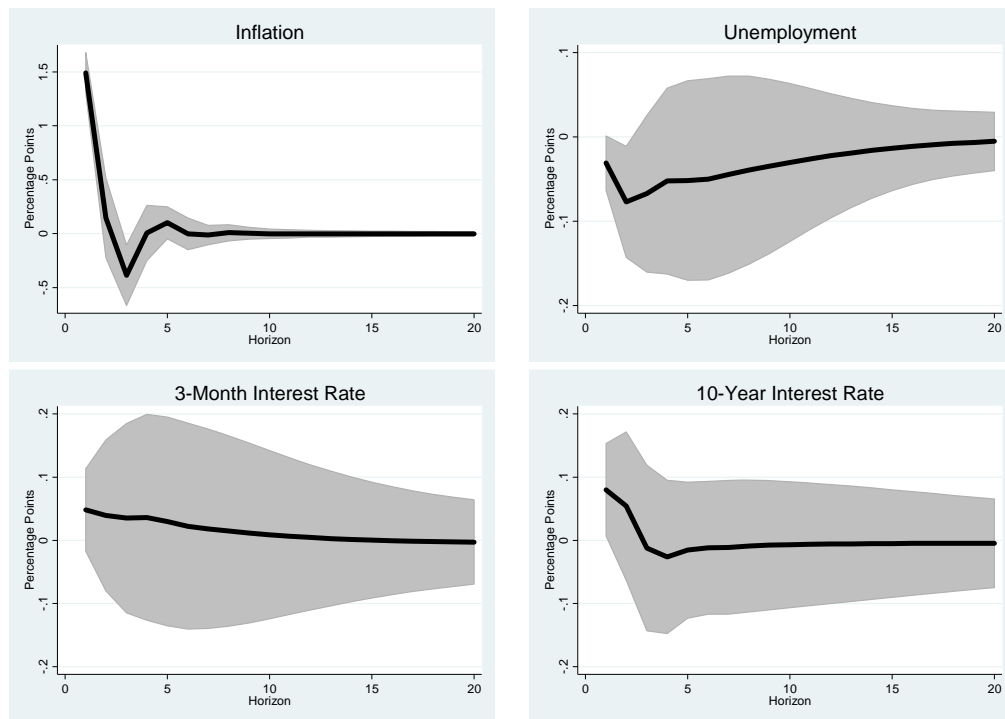 Inflation
Percentage Points
1.5
1
.5
0
-.5
0 5 10 15 20
Horizon
Unemployment
Percentage Points
.1
0
-.1
-.2
0 5 10 15 20
Horizon
3-Month Interest Rate
Percentage Points
.2
.1
0
-.1
-.2
0 5 10 15 20
Horizon
10-Year Interest Rate
Percentage Points
.2
.1
0
-.1
-.2
0 5 10 15 20
Horizon